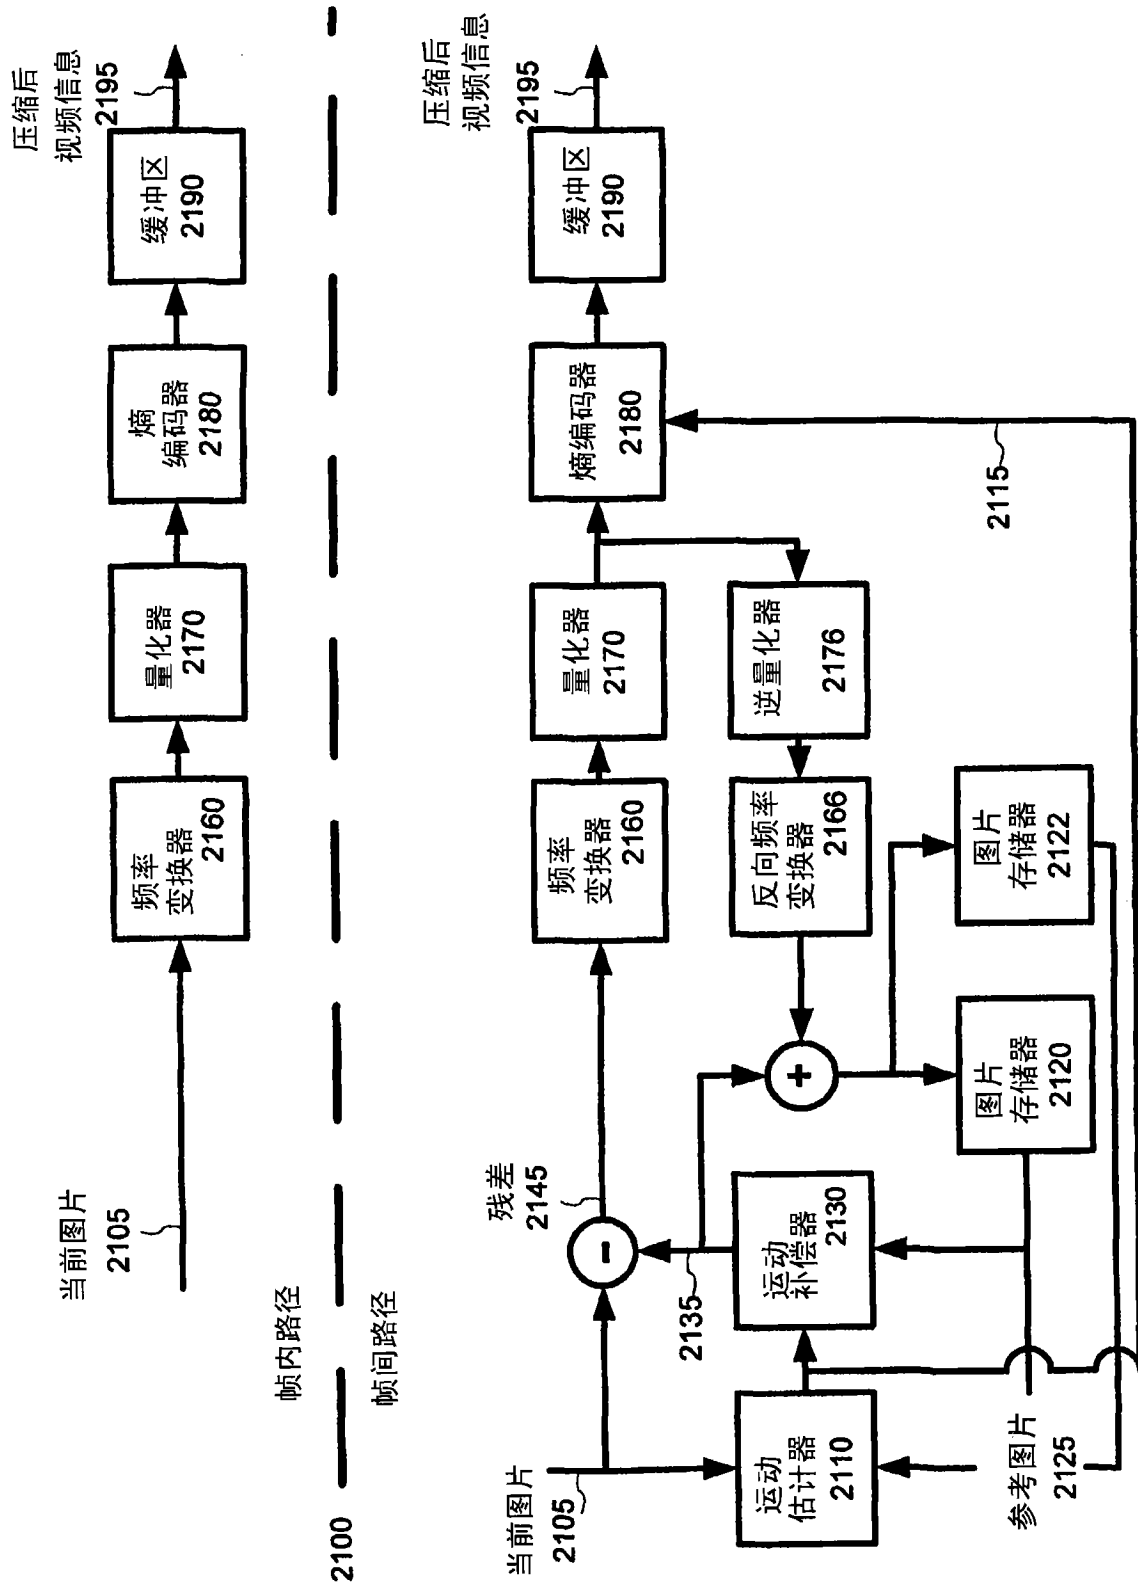 当前图片
2105
频率
变换器
2160
量化器
2170
熵
编码器
2180
缓冲区
2190
压缩后
视频信息
2195
帧内路径
2100
帧间路径
当前图片
2105
残差
2145
频率
变换器
2160
量化器
2170
熵编码器
2180
缓冲区
2190
压缩后
视频信息
2195
-
2135
+
反向频率
变换器
2166
逆量化器
2176
运动
估计器
2110
运动
补偿器
2130
图片
存储器
2120
图片
存储器
2122
参考图片
2125
2115